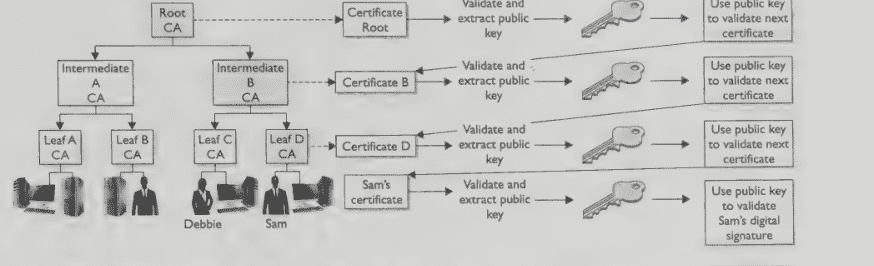 Root
CA
Certificate
Root
Validate and
extract public
key
Use public key
to validate next
certificate
Intermediate
A
CA
Intermediate
B
CA
Certificate B
Validate and
extract public
key
Use public key
to validate next
certificate
Leaf A
CA
Leaf B
CA
Leaf C
CA
Leaf D
CA
Certificate D
Validate and
extract public
key
Use public key
to validate next
certificate
Debbie
Sam
Sam's
certificate
Validate and
extract public
key
Use public key
to validate
Sam's digital
signature